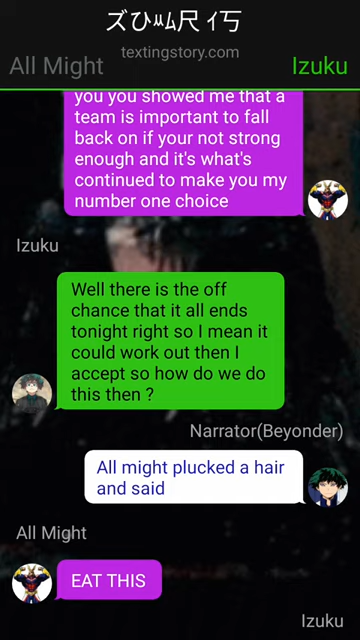 ズひﾶﾑ尺 ｲ丂
textingstory.com
All Might
Izuku
you you showed me that a
team is important to fall
back on if your not strong
enough and it's what's
continued to make you my
number one choice
Izuku
Well there is the off
chance that it all ends
tonight right so I mean it
could work out then I
accept so how do we do
this then ?
Narrator(Beyonder)
All might plucked a hair
and said
All Might
EAT THIS
Izuku